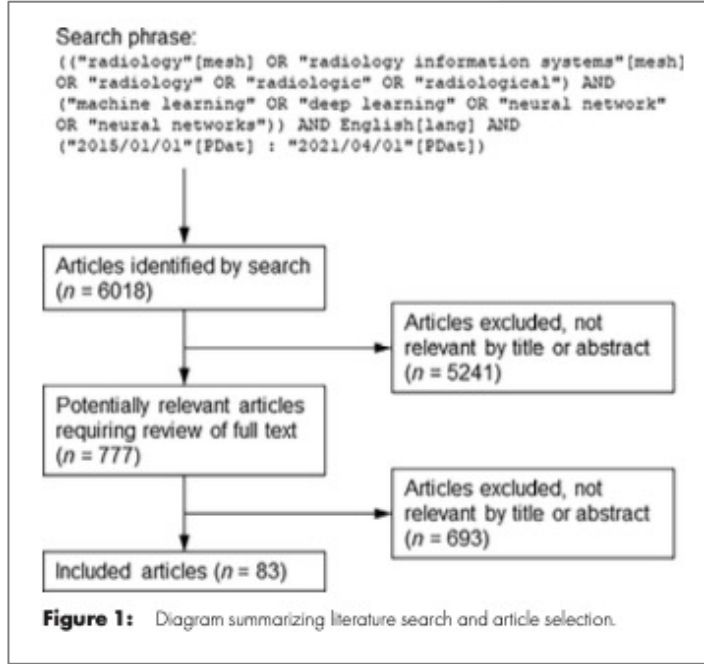 Search phrase:
(("radiology"[mesh] OR "radiology information systems"[mesh]
OR "radiology" OR "radiologic" OR "radiological") AND
("machine learning" OR "deep learning" OR "neural network"
OR "neural networks")) AND English[lang] AND
("2015/01/01"[PDat] : "2021/04/01"[PDat])
Articles identified by search
(n = 6018)
Articles excluded, not
relevant by title or abstract
(n = 5241)
Potentially relevant articles
requiring review of full text
(n = 777)
Articles excluded, not
relevant by title or abstract
(n = 693)
Included articles (n = 83)
Figure 1: Diagram summarizing literature search and article selection.